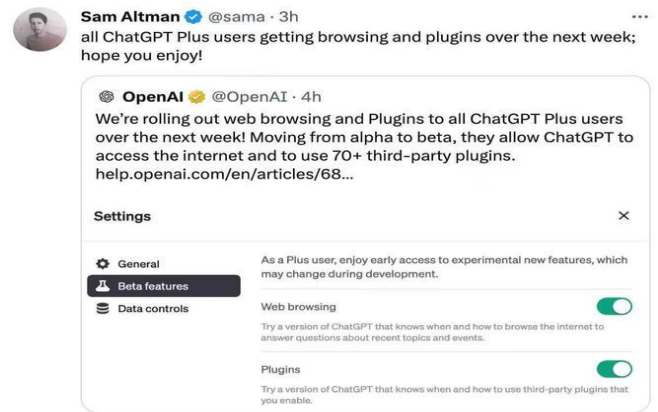 Sam Altman @sama · 3h
all ChatGPT Plus users getting browsing and plugins over the next week;
hope you enjoy!
OpenAI @OpenAI · 4h
We're rolling out web browsing and Plugins to all ChatGPT Plus users
over the next week! Moving from alpha to beta, they allow ChatGPT to
access the internet and to use 70+ third-party plugins.
help.openai.com/en/articles/68...
Settings
General
Beta features
Data controls
As a Plus user, enjoy early access to experimental new features, which
may change during development.
Web browsing
Try a version of ChatGPT that knows when and how to browse the internet to
answer questions about recent topics and events.
Plugins
Try a version of ChatGPT that knows when and how to use third-party plugins that
you enable.